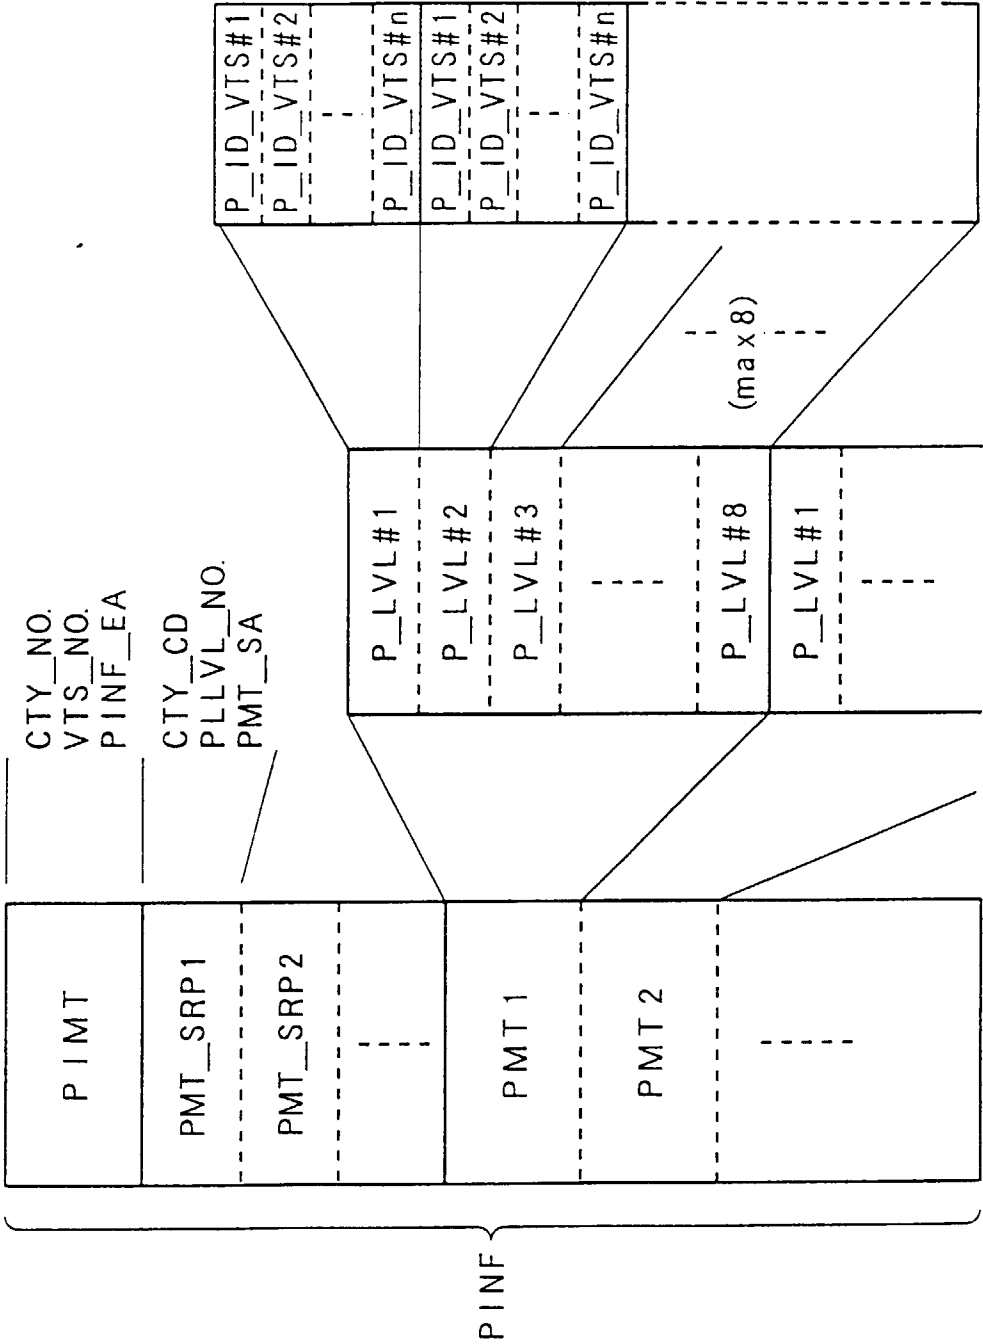 PINF
PIMT
PMT_SRP1
PMT_SRP2
PMT1
PMT2
CTY_NO.
VTS_NO.
PINF_EA
CTY_CD
PLLVL_NO.
PMT_SA
P_LVL#1
P_LVL#2
P_LVL#3
P_LVL#8
P_LVL#1
(max8)
P_ID_VTS#1
P_ID_VTS#2
P_ID_VTS#n
P_ID_VTS#1
P_ID_VTS#2
P_ID_VTS#n